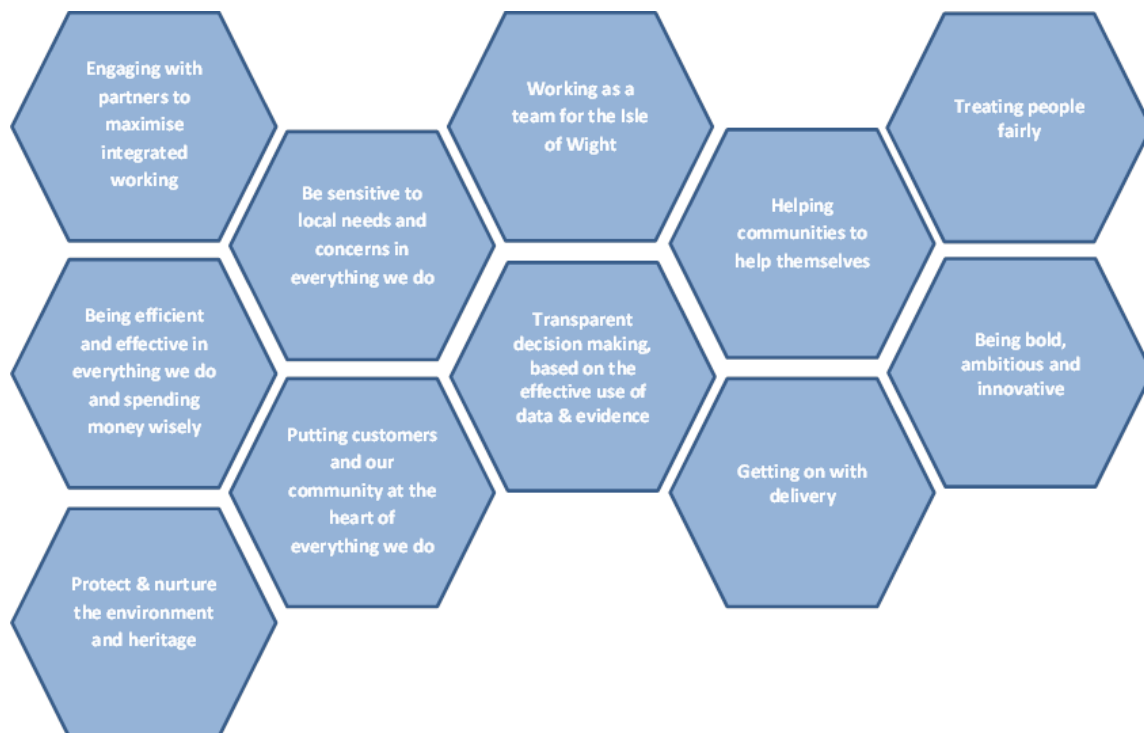 Engaging with
partners to
maximise
integrated
working
Working as a
team for the Isle
of Wight
Treating people
fairly
Be sensitive to
local needs and
concerns in
everything we do
Helping
communities to
help themselves
Being efficient
and effective in
everything we do
and spending
money wisely
Transparent
decision making,
based on the
effective use of
data & evidence
Being bold,
ambitious and
innovative
Putting customers
and our
community at the
heart of
everything we do
Getting on with
delivery
Protect & nurture
the environment
and heritage